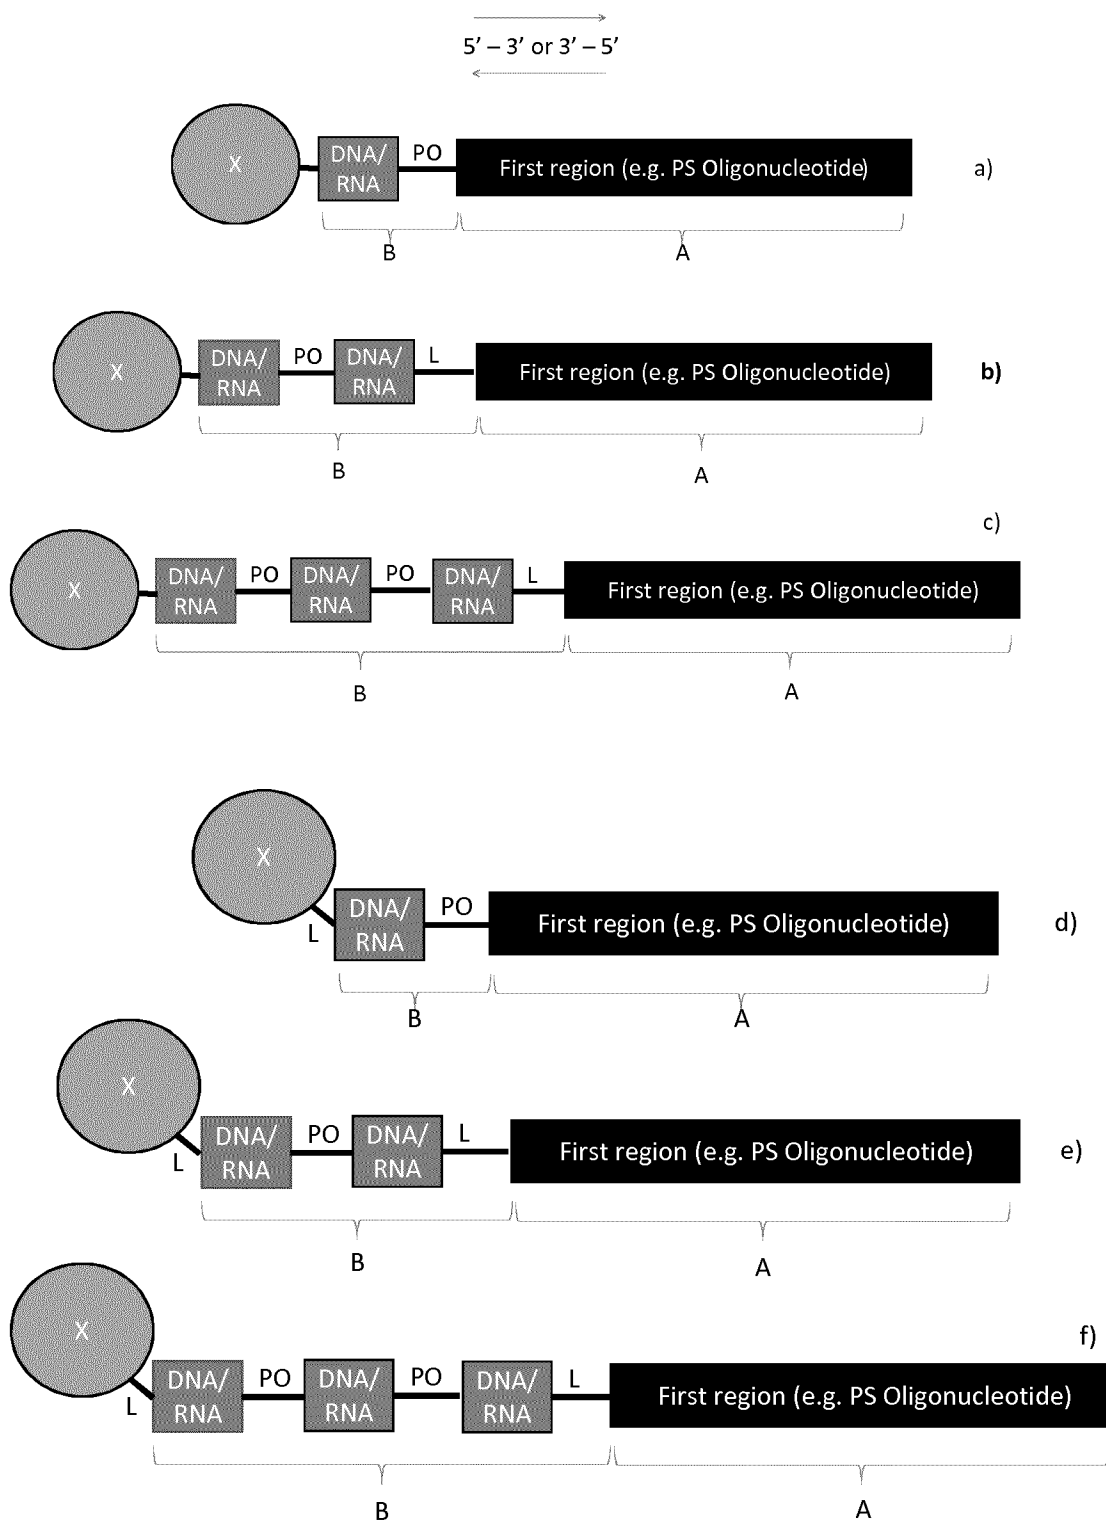 5’ – 3’ or 3’ – 5’
X
DNA/
RNA
PO
First region (e.g. PS Oligonucleotide)
a)
B
A
X
DNA/
RNA
PO
DNA/
RNA
L
First region (e.g. PS Oligonucleotide)
b)
B
A
c)
X
DNA/
RNA
PO
DNA/
RNA
PO
DNA/
RNA
L
First region (e.g. PS Oligonucleotide)
B
A
X
L
DNA/
RNA
PO
First region (e.g. PS Oligonucleotide)
d)
B
A
X
L
DNA/
RNA
PO
DNA/
RNA
L
First region (e.g. PS Oligonucleotide)
e)
B
A
f)
X
L
DNA/
RNA
PO
DNA/
RNA
PO
DNA/
RNA
L
First region (e.g. PS Oligonucleotide)
B
A